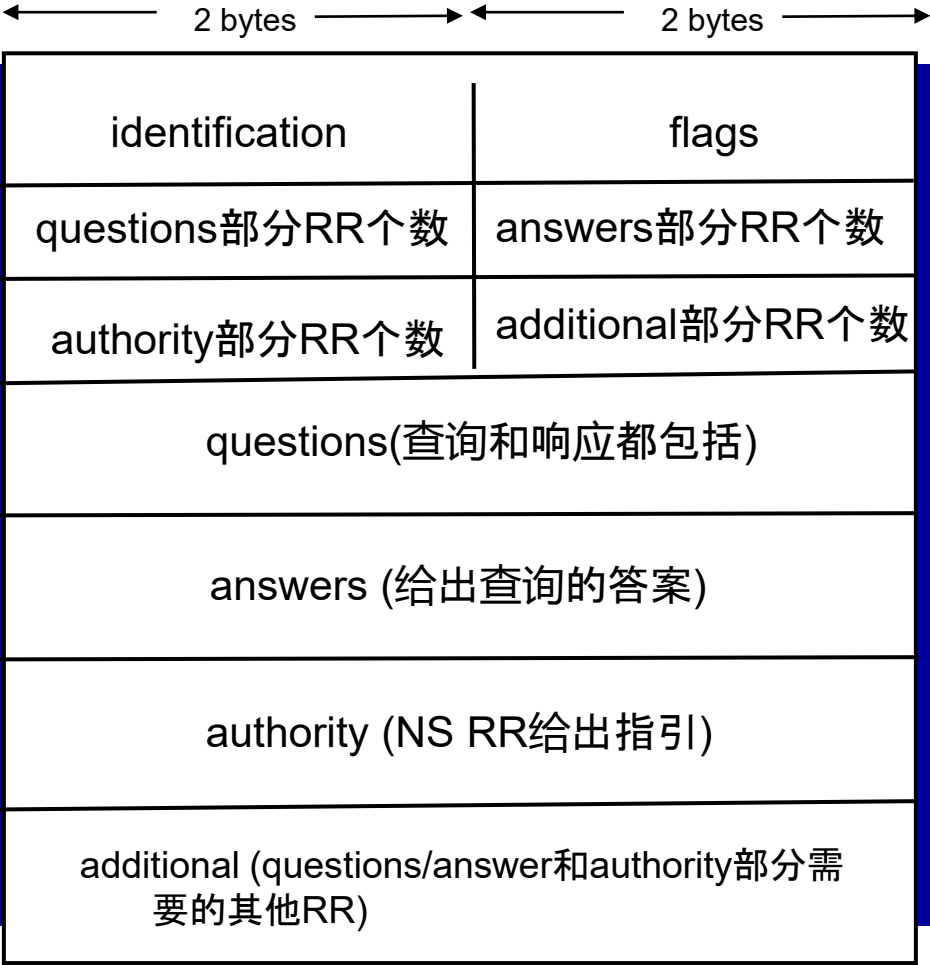 2 bytes 2 bytes
identification flags
questions部分RR个数 answers部分RR个数
authority部分RR个数 additional部分RR个数
questions(查询和响应都包括)
answers (给出查询的答案)
authority (NS RR给出指引)
additional (questions/answer和authority部分需
要的其他RR)